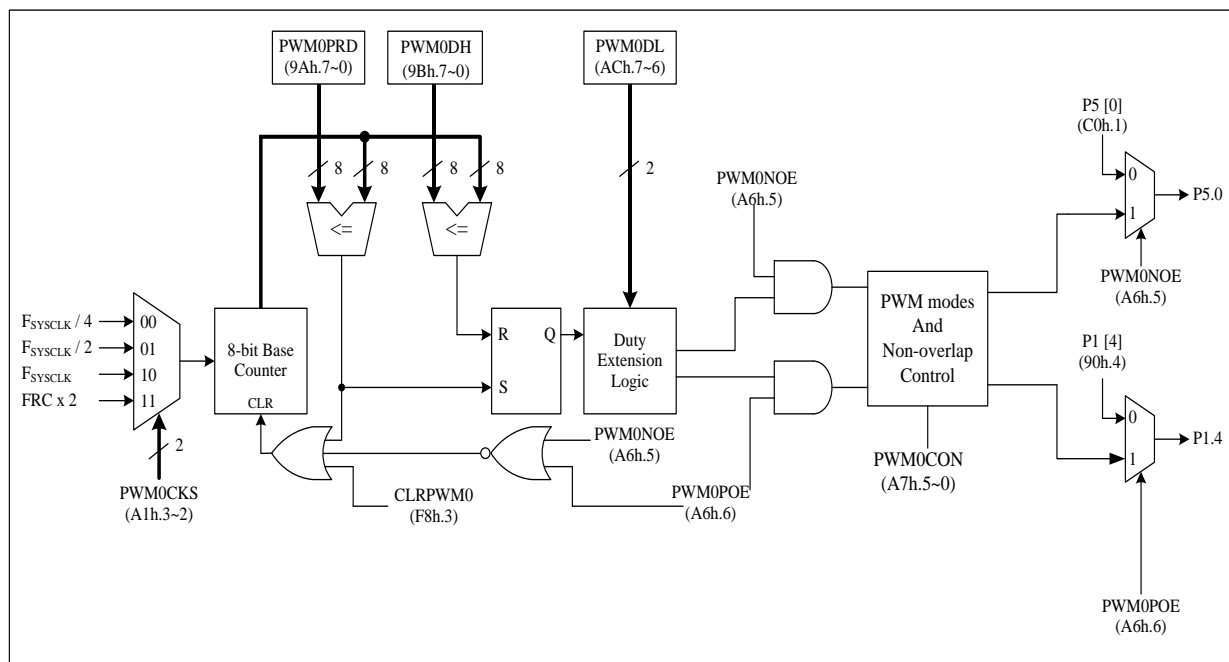 PWM0PRD
(9Ah.7~0)
PWM0DH
(9Bh.7~0)
PWM0DL
(ACh.7~6)
8
8
8
8
2
<=
<=
P5 [0]
(C0h.1)
0
1
P5.0
PWM0NOE
(A6h.5)
PWM0NOE
(A6h.5)
FSYSCLK / 4
FSYSCLK / 2
FSYSCLK
FRC x 2
00
01
10
11
2
PWM0CKS
(A1h.3~2)
8-bit Base
Counter
CLR
R
Q
S
Duty
Extension
Logic
PWM modes
And
Non-overlap
Control
PWM0CON
(A7h.5~0)
P1 [4]
(90h.4)
0
1
P1.4
PWM0NOE
(A6h.5)
CLRPWM0
(F8h.3)
PWM0POE
(A6h.6)
PWM0POE
(A6h.6)